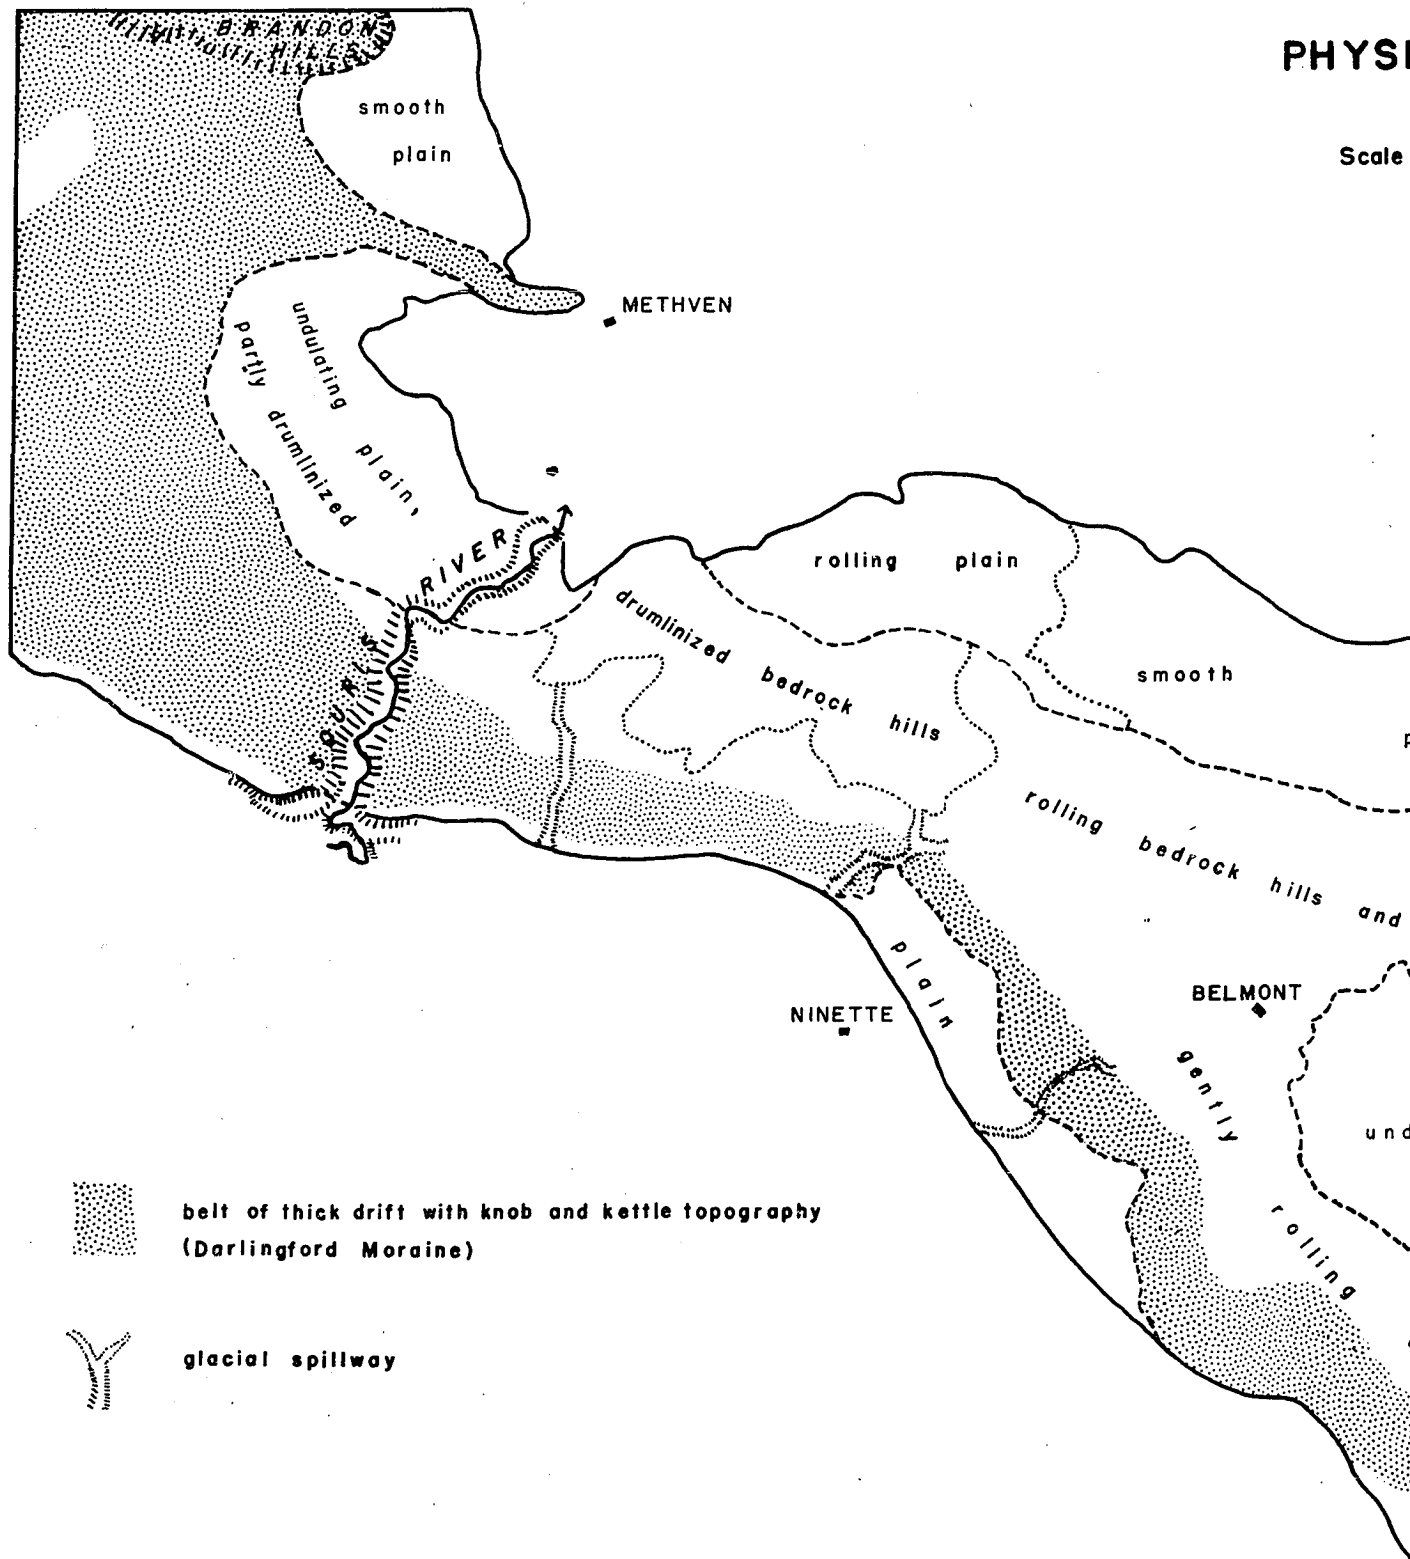 BRANDON
HILLS
PHYSI
smooth
plain
Scale
METHVEN
undulating plain,
partly drumlinized
SOURIS RIVER
rolling plain
drumlinized bedrock hills
smooth
p
rolling bedrock hills and
plain
NINETTE
BELMONT
gently rolling
und
belt of thick drift with knob and kettle topography
(Darlingford Moraine)
glacial spillway